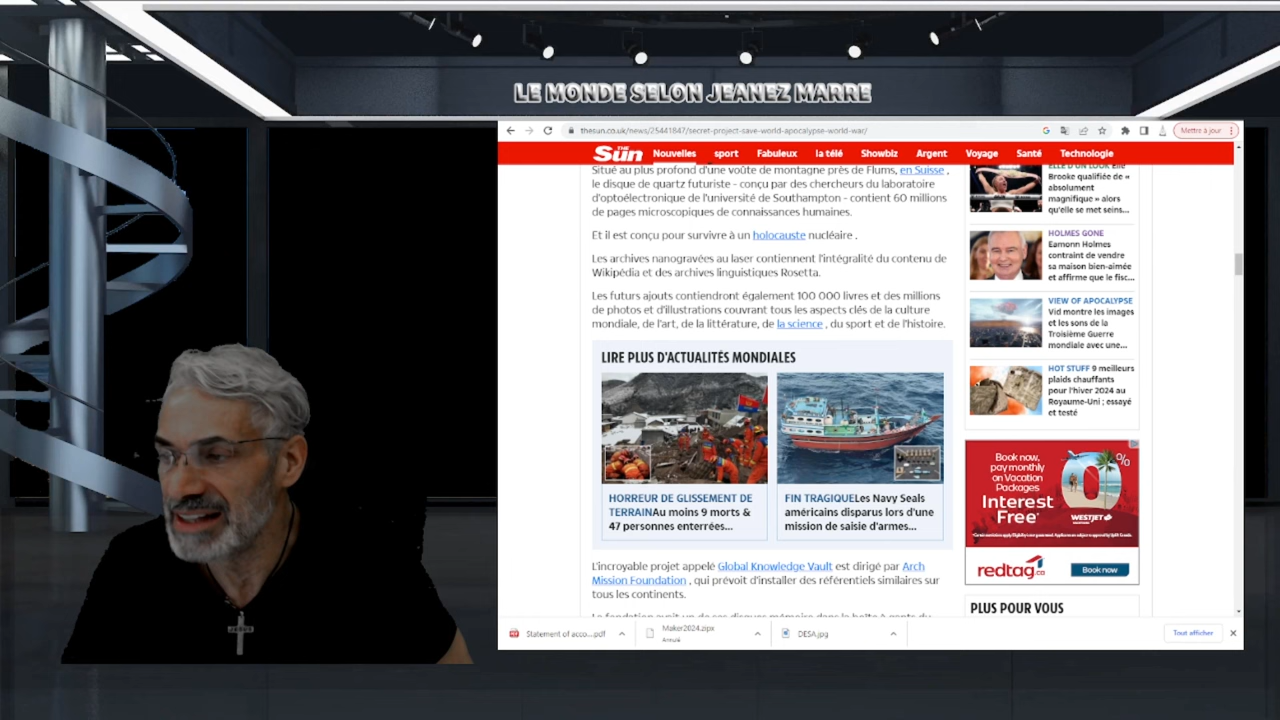 LE MONDE SELON JEANEZ MARRE
thesun.co.uk/news/25441847/secret-project-save-world-apocalypse-world-war/
Mettre à jour
THE Sun
Nouvelles sport Fabuleux la télé Showbiz Argent Voyage Santé Technologie
Situé au plus profond d'une voûte de montagne près de Flums, en Suisse ,
le disque de quartz futuriste - conçu par des chercheurs du laboratoire
d'optoélectronique de l'université de Southampton - contient 60 millions
de pages microscopiques de connaissances humaines.
Et il est conçu pour survivre à un holocauste nucléaire .
Les archives nanogravées au laser contiennent l'intégralité du contenu de
Wikipédia et des archives linguistiques Rosetta.
Les futurs ajouts contiendront également 100 000 livres et des millions
de photos et d'illustrations couvrant tous les aspects clés de la culture
mondiale, de l'art, de la littérature, de la science , du sport et de l'histoire.
LIRE PLUS D'ACTUALITÉS MONDIALES
HORREUR DE GLISSEMENT DE
TERRAINAu moins 9 morts &
47 personnes enterrées...
FIN TRAGIQUELes Navy Seals
américains disparus lors d'une
mission de saisie d'armes...
L'incroyable projet appelé Global Knowledge Vault est dirigé par Arch
Mission Foundation , qui prévoit d'installer des référentiels similaires sur
tous les continents.
Brooke qualifiée de «
absolument
magnifique » alors
qu'elle se met seins...
HOLMES GONE
Eamonn Holmes
contraint de vendre
sa maison bien-aimée
et affirme que le fisc...
VIEW OF APOCALYPSE
Vid montre les images
et les sons de la
Troisième Guerre
mondiale avec une...
HOT STUFF 9 meilleurs
plaids chauffants
pour l'hiver 2024 au
Royaume-Uni ; essayé
et testé
Book now,
pay monthly
on Vacation
Packages
Interest
Free*
0%
WESTJET
redtag.ca
Book now
PLUS POUR VOUS
Statement of acco....pdf
Maker2024.zipx
Annulé
DESA.jpg
Tout afficher